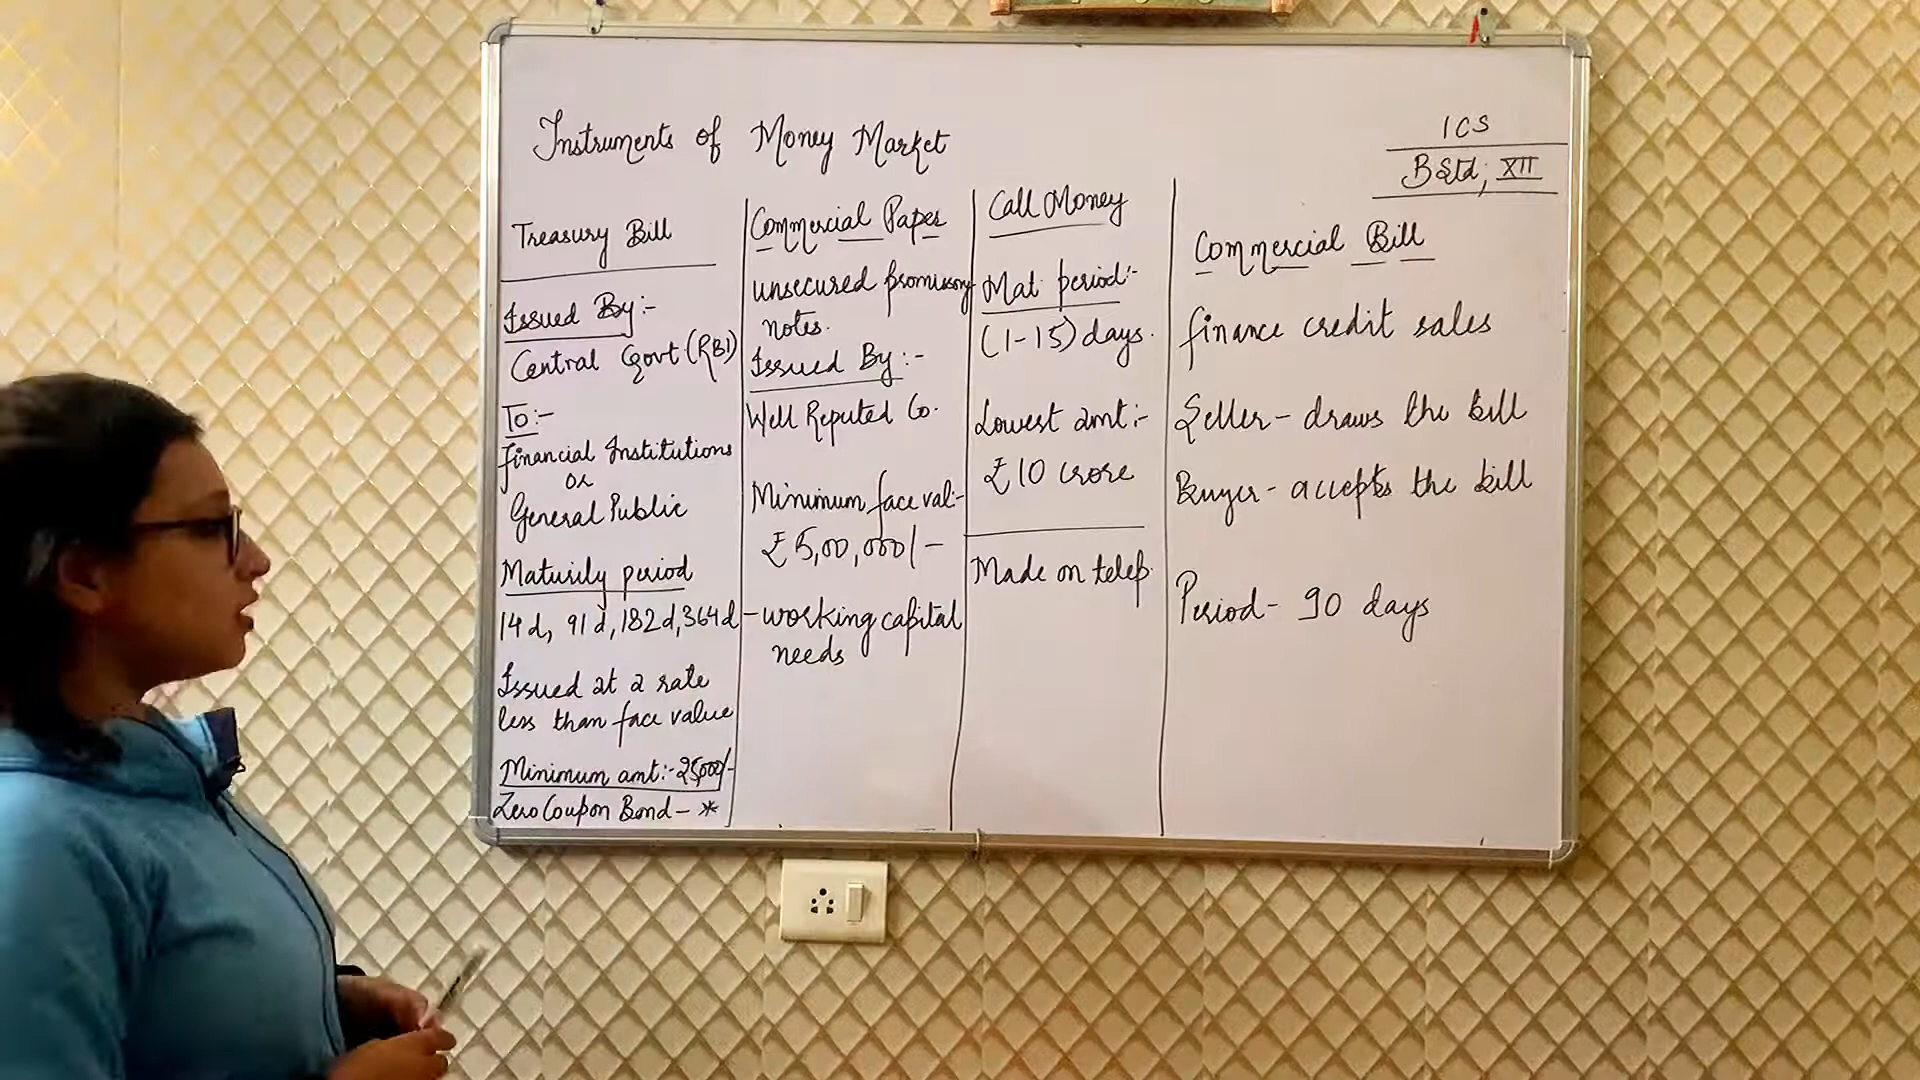 Instruments of Money Market
ICS
BStd; XII
Treasury Bill
Issued By:-
Central Govt.(RBI)
To:-
Financial Institutions
Or
General Public
Maturity period
14d, 91d, 182d, 364d
Issued at a rate
less than face value
Minimum amt:- 25,000/-
Zero Coupon Bond - *
Commercial Paper
unsecured promissory
notes.
Issued By:-
Well Reputed Co.
Minimum face val:-
₹ 5,00,000/-
- working capital
needs
Call Money
Mat. period:-
(1-15) days.
Lowest amt:-
₹ 10 crore
Made on telep.
Commercial Bill
finance credit sales
Seller - draws the bill
Buyer - accepts the bill
Period - 90 days